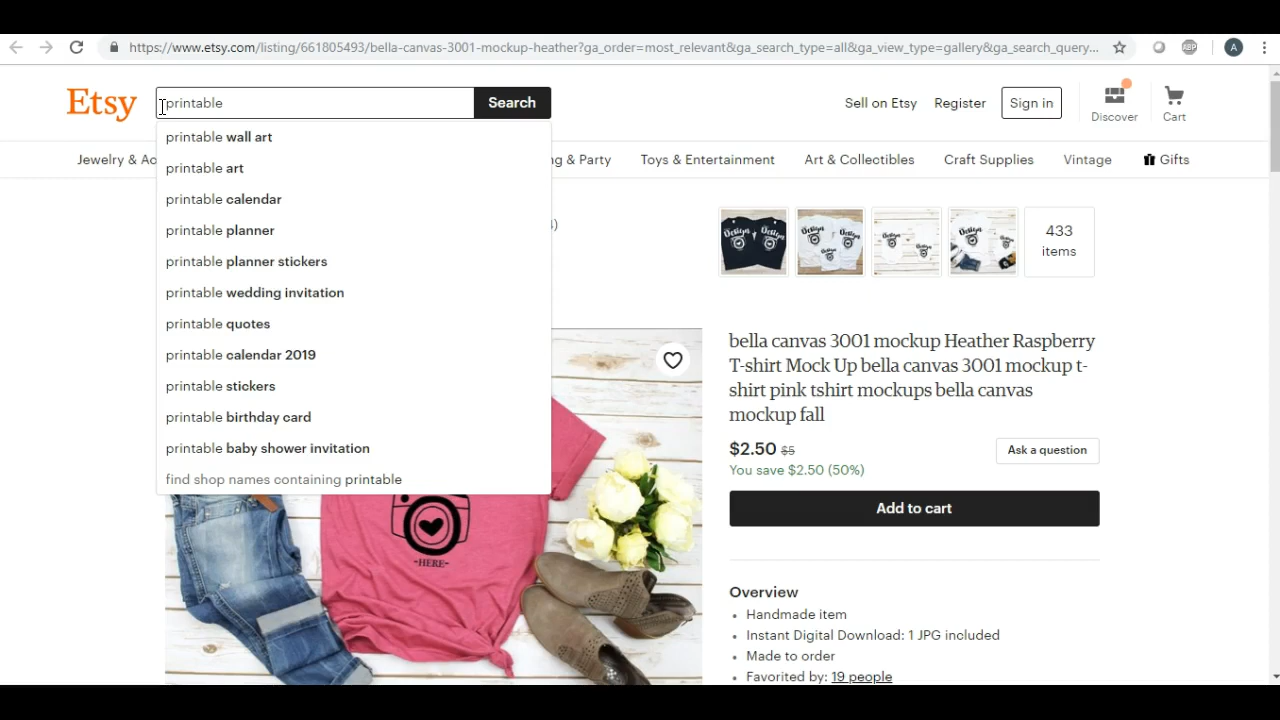 https://www.etsy.com/listing/661805493/bella-canvas-3001-mockup-heather?ga_order=most_relevant&ga_search_type=all&ga_view_type=gallery&ga_search_query...
ABP
A
Etsy
printable
Search
Sell on Etsy
Register
Sign in
Discover
Cart
Jewelry & Ac
ng & Party
Toys & Entertainment
Art & Collectibles
Craft Supplies
Vintage
Gifts
printable wall art
printable art
printable calendar
printable planner
printable planner stickers
printable wedding invitation
printable quotes
printable calendar 2019
printable stickers
printable birthday card
printable baby shower invitation
find shop names containing printable
433
items
bella canvas 3001 mockup Heather Raspberry
T-shirt Mock Up bella canvas 3001 mockup t-
shirt pink tshirt mockups bella canvas
mockup fall
$2.50 $5
Ask a question
You save $2.50 (50%)
Add to cart
-HERE-
Overview
• Handmade item
• Instant Digital Download: 1 JPG included
• Made to order
• Favorited by: 19 people